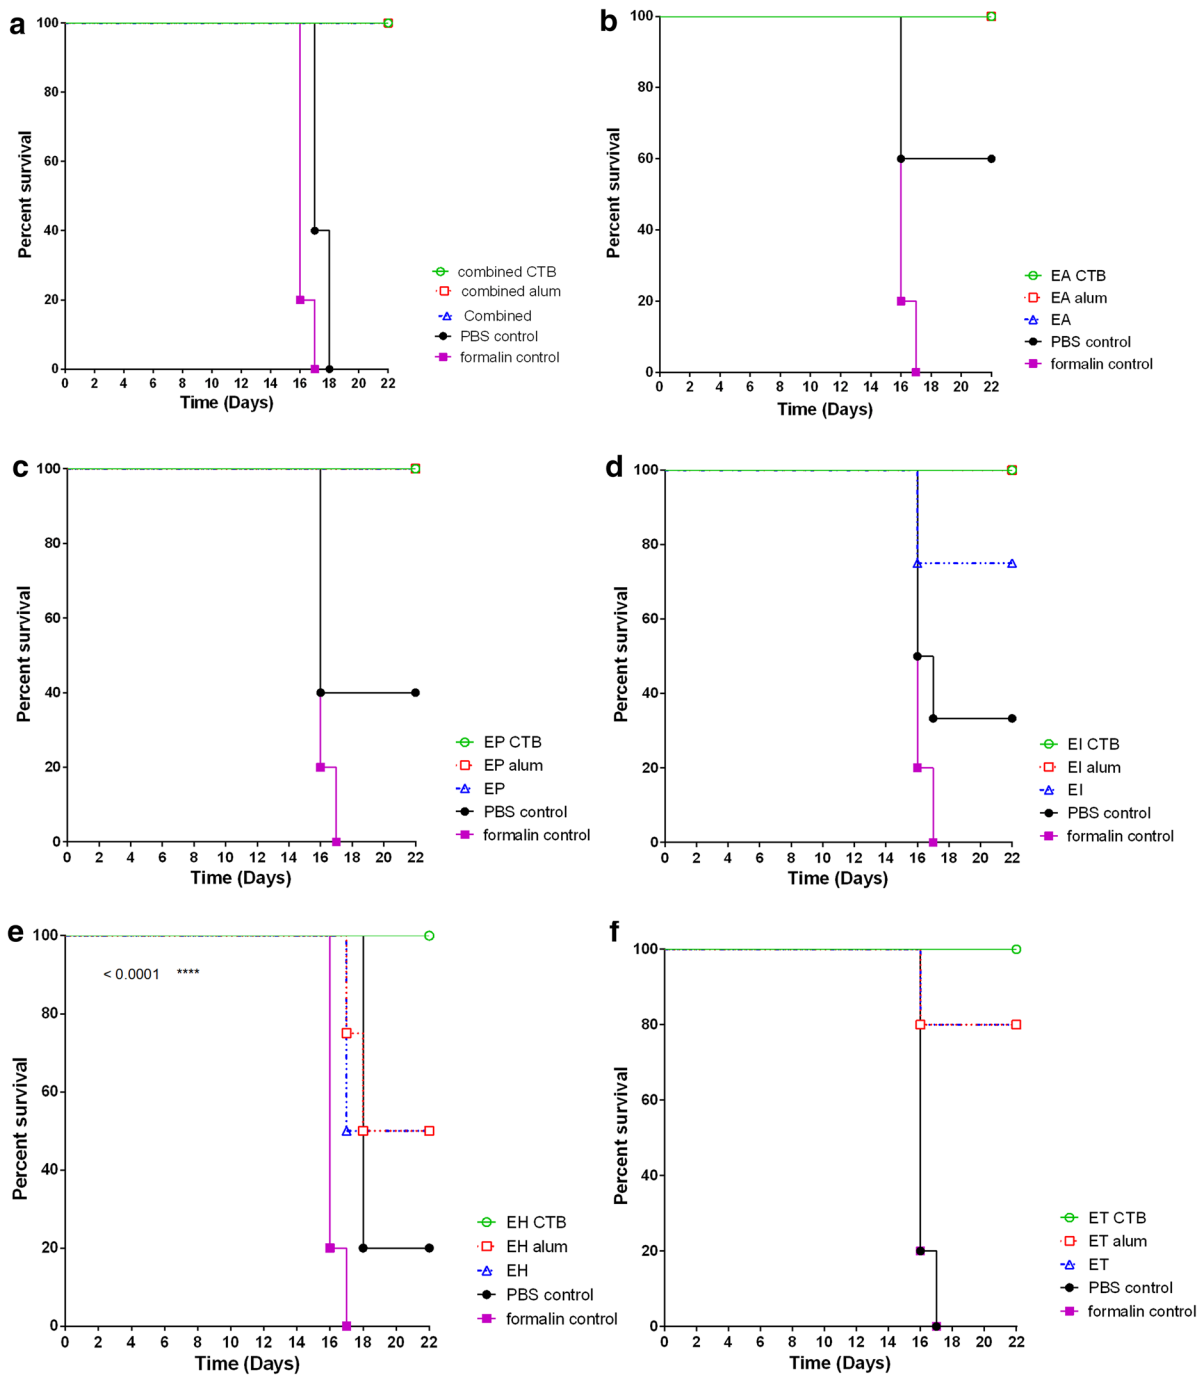 a
100
80
60
40
20
0
Percent survival
0 2 4 6 8 10 12 14 16 18 20 22
Time (Days)
combined CTB
combined alum
Combined
PBS control
formalin control
b
100
80
60
40
20
0
Percent survival
0 2 4 6 8 10 12 14 16 18 20 22
Time (Days)
EA CTB
EA alum
EA
PBS control
formalin control
c
100
80
60
40
20
0
Percent survival
0 2 4 6 8 10 12 14 16 18 20 22
Time (Days)
EP CTB
EP alum
EP
PBS control
formalin control
d
100
80
60
40
20
0
Percent survival
0 2 4 6 8 10 12 14 16 18 20 22
Time (Days)
EI CTB
EI alum
EI
PBS control
formalin control
e
100
80
60
40
20
0
Percent survival
< 0.0001 ****
0 2 4 6 8 10 12 14 16 18 20 22
Time (Days)
EH CTB
EH alum
EH
PBS control
formalin control
f
100
80
60
40
20
0
Percent survival
0 2 4 6 8 10 12 14 16 18 20 22
Time (Days)
ET CTB
ET alum
ET
PBS control
formalin control